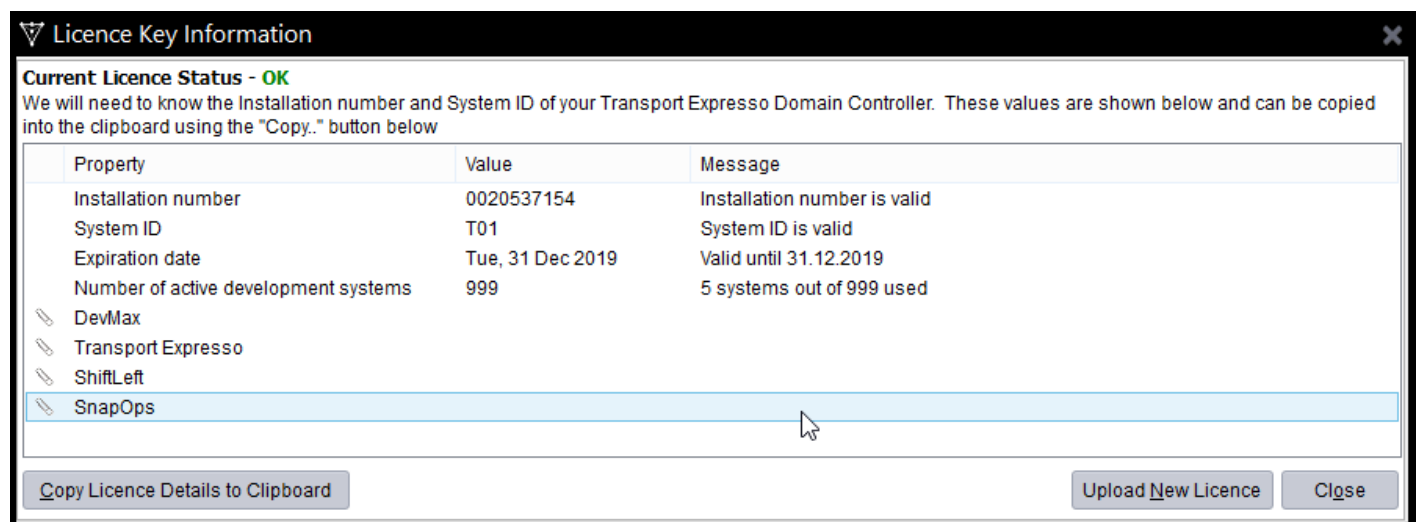 Licence Key Information
Current Licence Status - OK
We will need to know the Installation number and System ID of your Transport Expresso Domain Controller. These values are shown below and can be copied
into the clipboard using the "Copy.." button below
Property Value Message
Installation number 0020537154 Installation number is valid
System ID T01 System ID is valid
Expiration date Tue, 31 Dec 2019 Valid until 31.12.2019
Number of active development systems 999 5 systems out of 999 used
DevMax
Transport Expresso
ShiftLeft
SnapOps
Copy Licence Details to Clipboard Upload New Licence Close